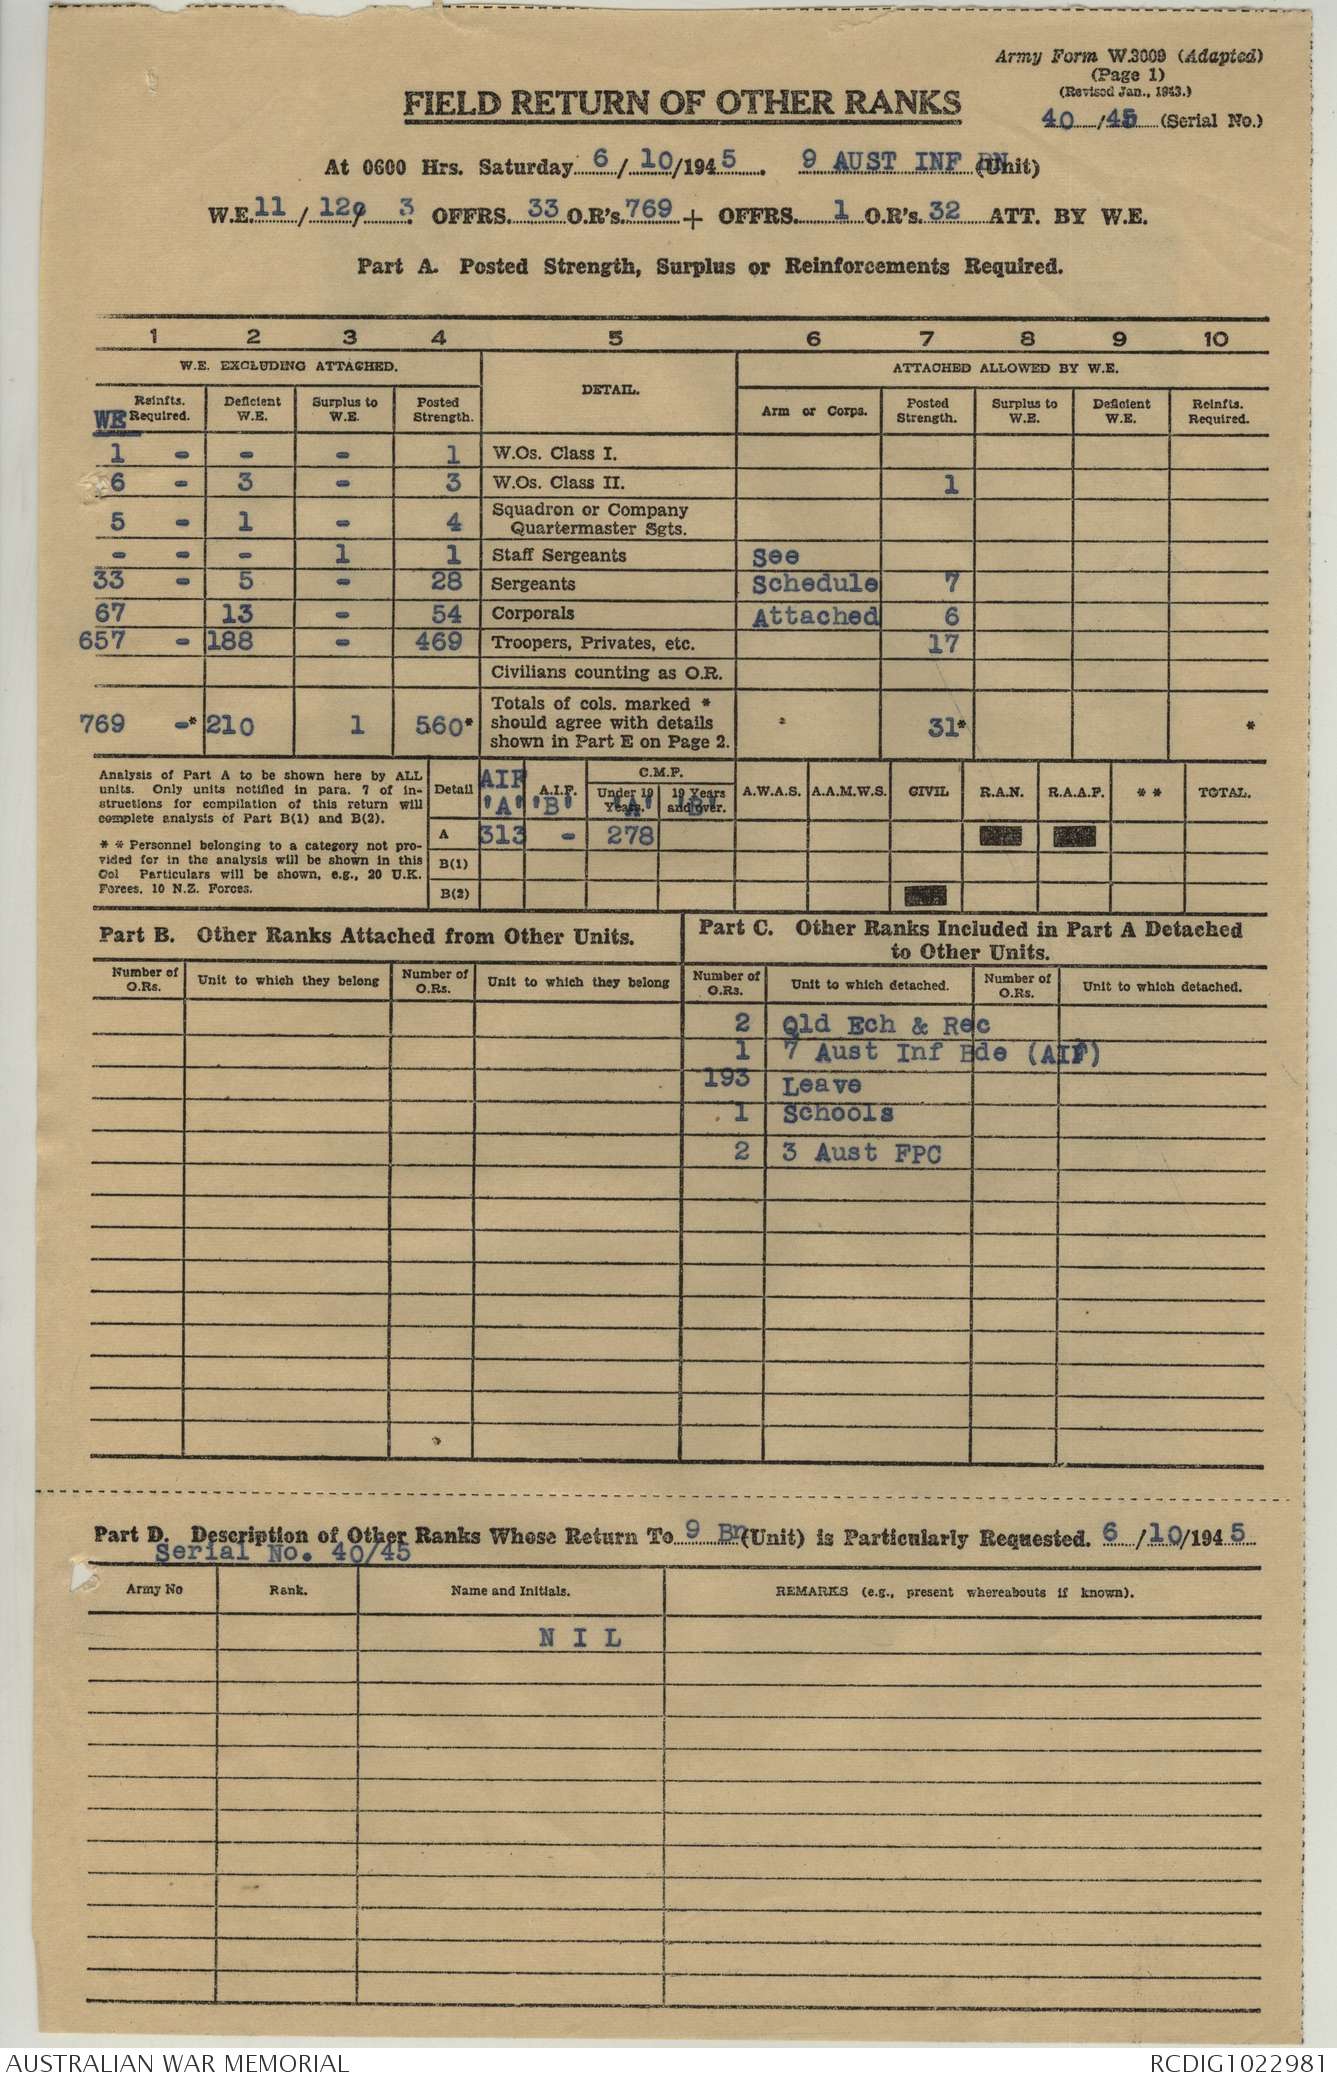 Army Form W.3009 (Adapted)
(Page 1)
(Revised Jan., 1943.)
FIELD RETURN OF OTHER RANKS
40 /45 (Serial No.)
At 0600 Hrs. Saturday 6/ 10/1945. 9 AUST INF BN (Unit)
W.E. 11 / 12 / 3. OFFRS. 33 O.R's. 769 + OFFRS. 1 O.R's. 32 ATT. BY W.E.
Part A. Posted Strength, Surplus or Reinforcements Required.
1 2 3 4 5 6 7 8 9 10
W.E. EXCLUDING ATTACHED. DETAIL. ATTACHED ALLOWED BY W.E.
WE Reinfts. Required. Deficient W.E. Surplus to W.E. Posted Strength. Arm or Corps. Posted Strength. Surplus to W.E. Deficient W.E. Reinfts. Required.
1 - - - 1 W.Os. Class I.
6 - 3 - 3 W.Os. Class II. 1
5 - 1 - 4 Squadron or Company Quartermaster Sgts.
- - - 1 1 Staff Sergeants See
33 - 5 - 28 Sergeants Schedule 7
67 13 - 54 Corporals Attached 6
657 - 188 - 469 Troopers, Privates, etc. 17
Civilians counting as O.R.
769 -* 210 1 560* Totals of cols. marked * should agree with details shown in Part E on Page 2. 31* *
Analysis of Part A to be shown here by ALL
units. Only units notified in para. 7 of in-
structions for compilation of this return will
complete analysis of Part B(1) and B(2).
* * Personnel belonging to a category not pro-
vided for in the analysis will be shown in this
Col Particulars will be shown, e.g., 20 U.K.
Forces, 10 N.Z. Forces.
Detail AIF "A" A.I.F. "B" C.M.F. Under 19 Years. "A" 19 Years and over. "B" A.W.A.S. A.A.M.W.S. CIVIL R.A.N. R.A.A.F. * * TOTAL.
A 313 - 278
B(1)
B(2)
Part B. Other Ranks Attached from Other Units.
Part C. Other Ranks Included in Part A Detached
to Other Units.
Number of O.Rs. Unit to which they belong Number of O.Rs. Unit to which they belong Number of O.Rs. Unit to which detached. Number of O.Rs. Unit to which detached.
2 Qld Ech & Rec
1 7 Aust Inf Bde (AIF)
193 Leave
1 Schools
2 3 Aust FPC
Part D. Description of Other Ranks Whose Return To 9 Bn (Unit) is Particularly Requested. 6 /10/1945
Serial No. 40/45
Army No Rank. Name and Initials. REMARKS (e.g., present whereabouts if known).
N I L
AUSTRALIAN WAR MEMORIAL RCDIG1022981